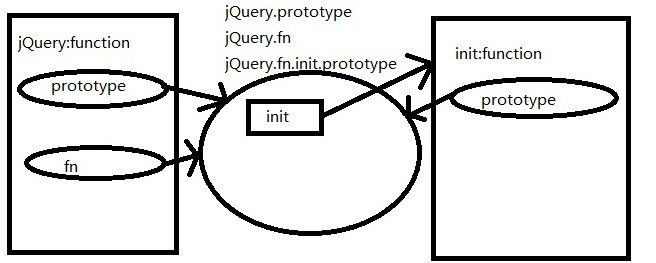 jQuery:function
prototype
fn
jQuery.prototype
jQuery.fn
jQuery.fn.init.prototype
init
init:function
prototype